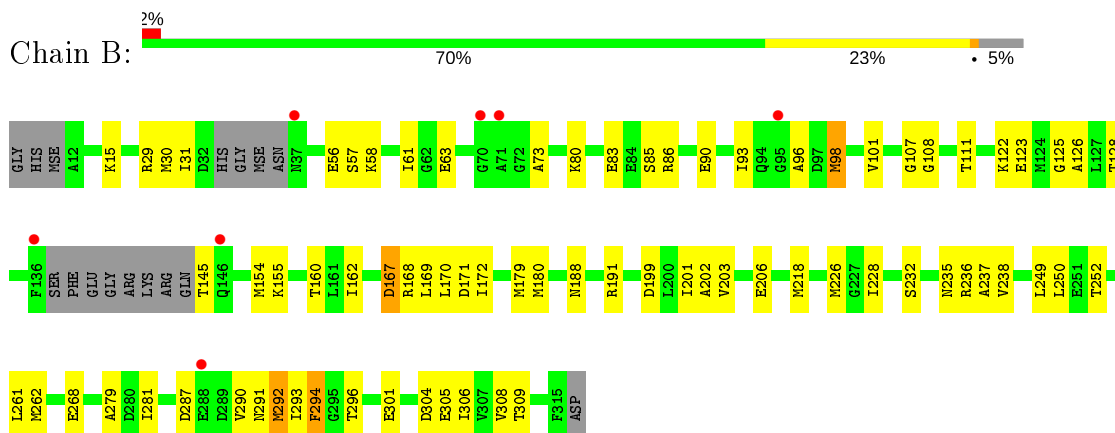 2%
Chain B:
70% 23% • 5%
GLY HIS MSE A12 K15 R29 M30 I31 D32 HIS GLY MSE ASN N37 E56 S57 K58 I61 G62 E63 G70 A71 G72 A73 K80 E83 E84 S85 R86 E90 I93 Q94 G95 A96 D97 M98 V101 G107 G108 T111 K122 E123 M124 G125 A126 L127 T128
F136 SER PHE GLU GLY ARG LYS ARG GLN T145 Q146 M154 K155 T160 L161 I162 D167 R168 L169 L170 D171 I172 M179 M180 N188 R191 D199 L200 I201 A202 V203 E206 M218 M226 G227 I228 S232 N235 R236 A237 V238 L249 L250 E251 T252
L261 M262 E268 A279 D280 I281 D287 E288 D289 V290 N291 M292 I293 F294 G295 T296 E301 D304 E305 I306 V307 V308 T309 F315 ASP